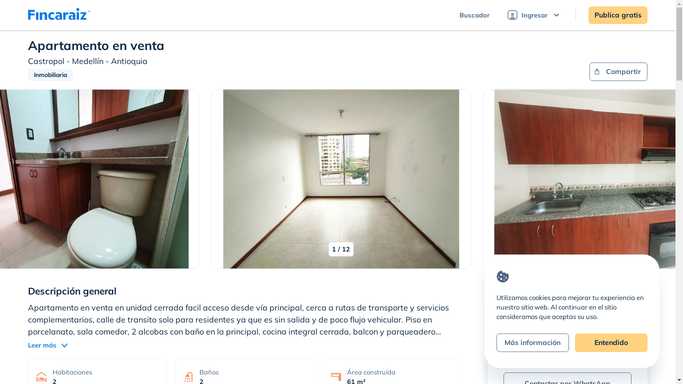 Fincaraiz
Buscador
Ingresar
Publica gratis
Apartamento en venta
Castropol - Medellín - Antioquia
Inmobiliaria
Compartir
1 / 12
Descripción general
Apartamento en venta en unidad cerrada facil acceso desde vía principal, cerca a rutas de transporte y servicios
complementarios, calle de transito solo para residentes ya que es sin salida y de poco flujo vehicular. Piso en
porcelanato, sala comedor, 2 alcobas con baño en la principal, cocina integral cerrada, balcon y parqueadero...
Leer más
Habitaciones
2
Baños
2
Área construida
61 m²
Utilizamos cookies para mejorar tu experiencia en
nuestro sitio web. Al continuar en el sitio
consideramos que aceptas su uso.
Más información
Entendido
Contactar por WhatsApp